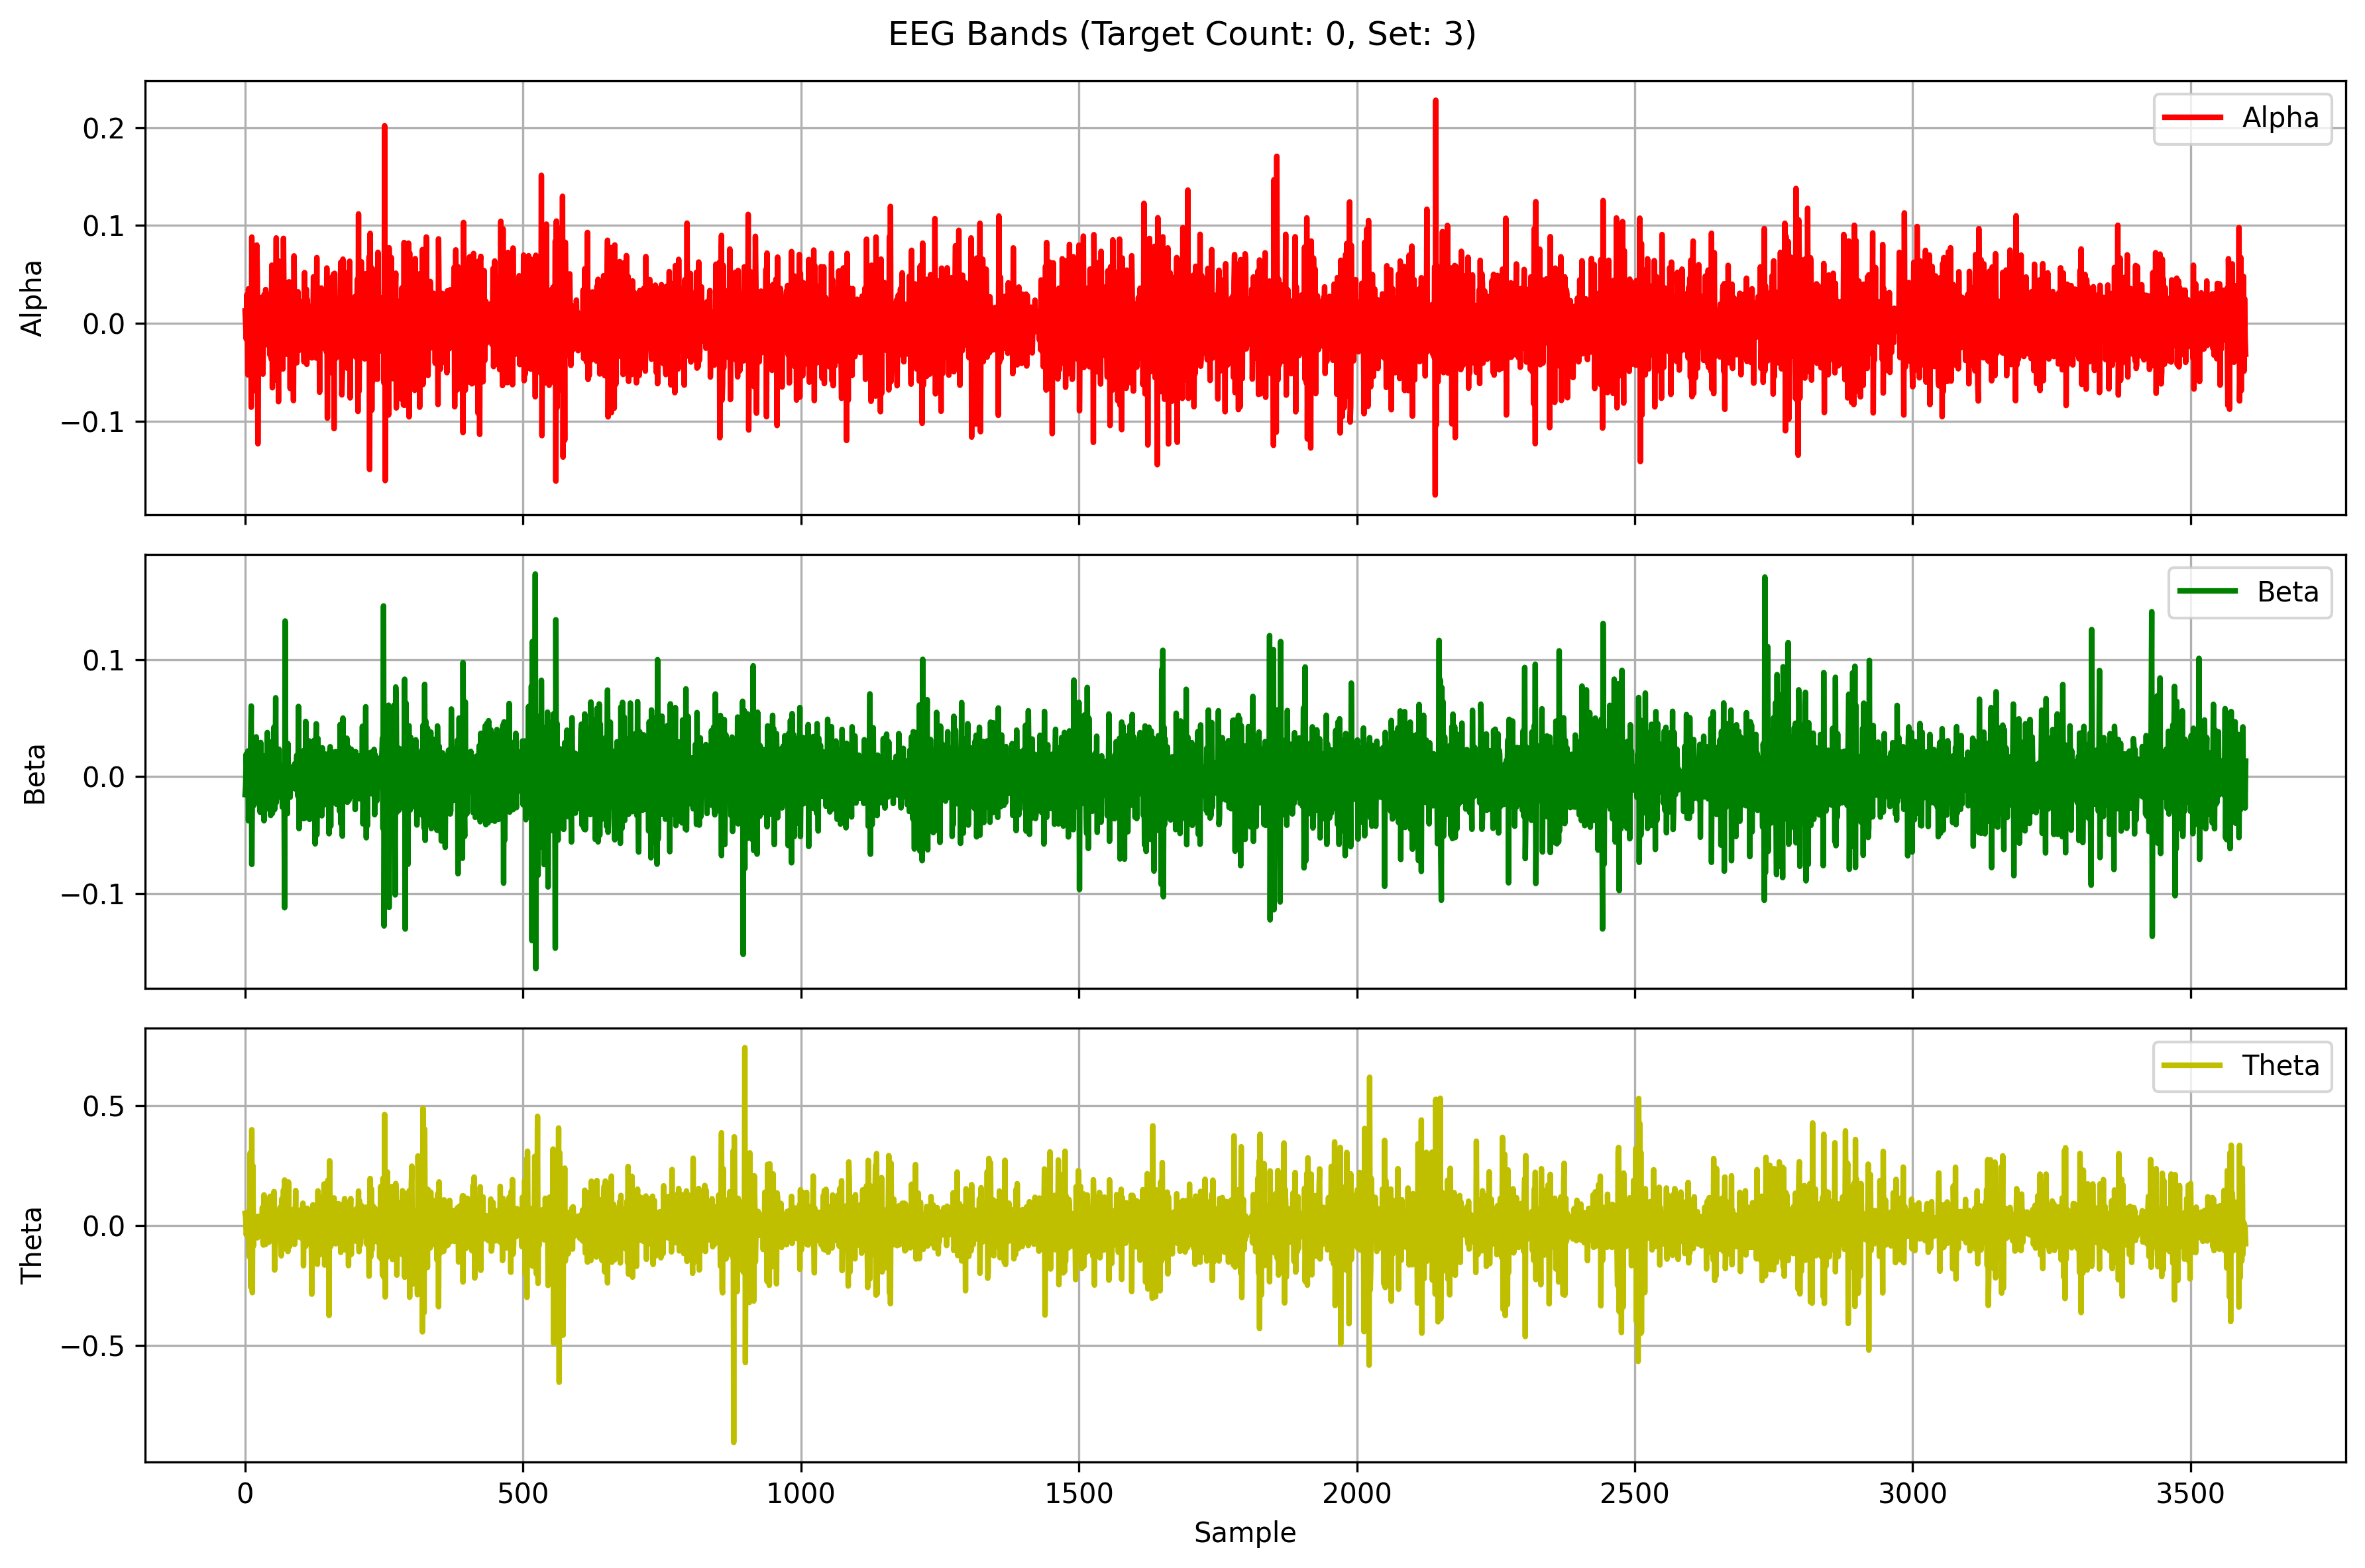 EEG Bands (Target Count: 0, Set: 3)
Alpha
0.2
0.1
0.0
−0.1
Alpha
Beta
0.1
0.0
−0.1
Beta
Theta
0.5
0.0
−0.5
Theta
0 500 1000 1500 2000 2500 3000 3500
Sample